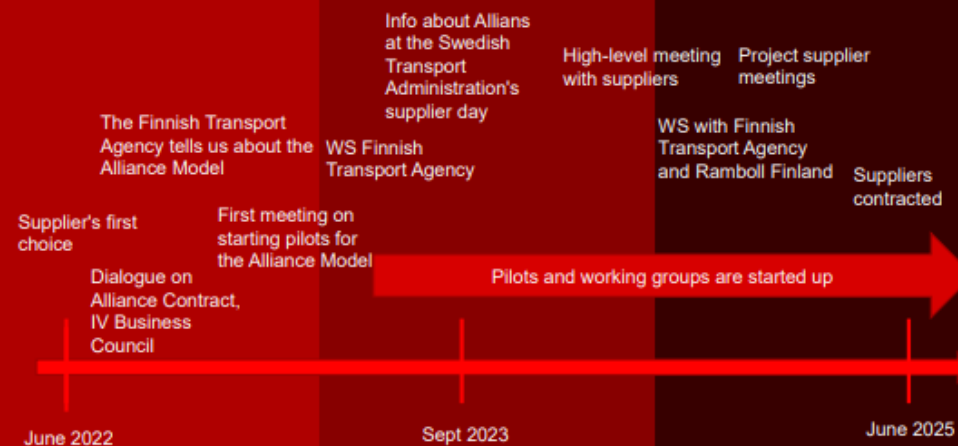 Info about Allians
at the Swedish
Transport
Administration's
supplier day
High-level meeting
with suppliers
Project supplier
meetings
The Finnish Transport
Agency tells us about the
Alliance Model
WS Finnish
Transport Agency
WS with Finnish
Transport Agency
and Ramboll Finland
Suppliers
contracted
Supplier's first
choice
First meeting on
starting pilots for
the Alliance Model
Dialogue on
Alliance Contract,
IV Business
Council
Pilots and working groups are started up
June 2022
Sept 2023
June 2025